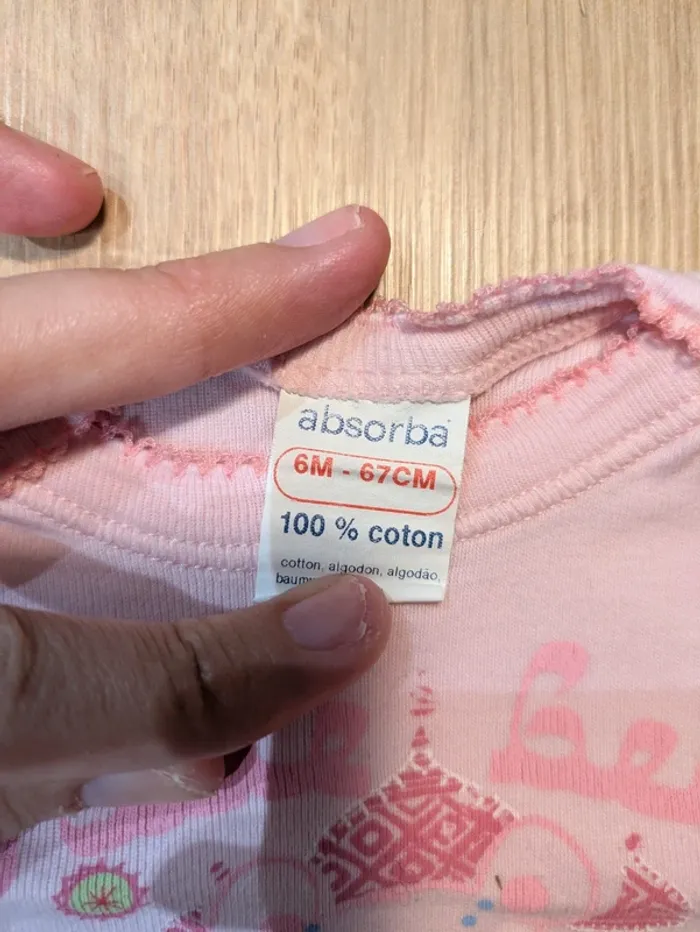 absorba
6M - 67CM
100 % coton
cotton, algodon, algodão,